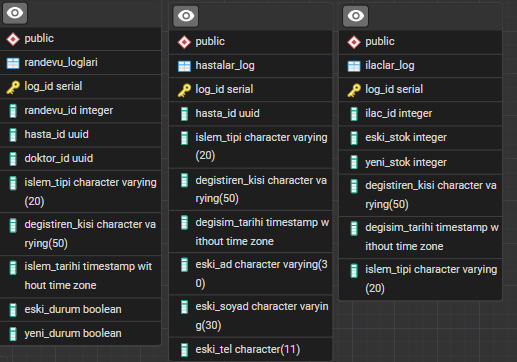 public
randevu_loglari
log_id serial
randevu_id integer
hasta_id uuid
doktor_id uuid
islem_tipi character varying
(20)
degistiren_kisi character va
rying(50)
islem_tarihi timestamp wit
hout time zone
eski_durum boolean
yeni_durum boolean
public
hastalar_log
log_id serial
hasta_id uuid
islem_tipi character varying
(20)
degistiren_kisi character va
rying(50)
degisim_tarihi timestamp w
ithout time zone
eski_ad character varying(3
0)
eski_soyad character varyin
g(30)
eski_tel character(11)
public
ilaclar_log
log_id serial
ilac_id integer
eski_stok integer
yeni_stok integer
degistiren_kisi character va
rying(50)
degisim_tarihi timestamp w
ithout time zone
islem_tipi character varying
(20)